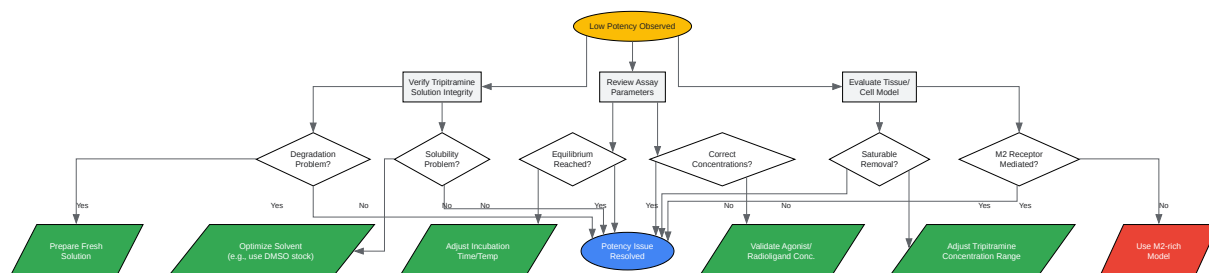 Low Potency Observed
Verify Tripitramine
Solution Integrity
Review Assay
Parameters
Evaluate Tissue/
Cell Model
Degradation
Problem?
Solubility
Problem?
Equilibrium
Reached?
Correct
Concentrations?
Saturable
Removal?
M2 Receptor
Mediated?
Yes
Yes
No
No
No
Yes
Yes
No
No
Yes
Yes
No
Prepare Fresh
Solution
Optimize Solvent
(e.g., use DMSO stock)
Adjust Incubation
Time/Temp
Potency Issue
Resolved
Validate Agonist/
Radioligand Conc.
Adjust Tripitramine
Concentration Range
Use M2-rich
Model